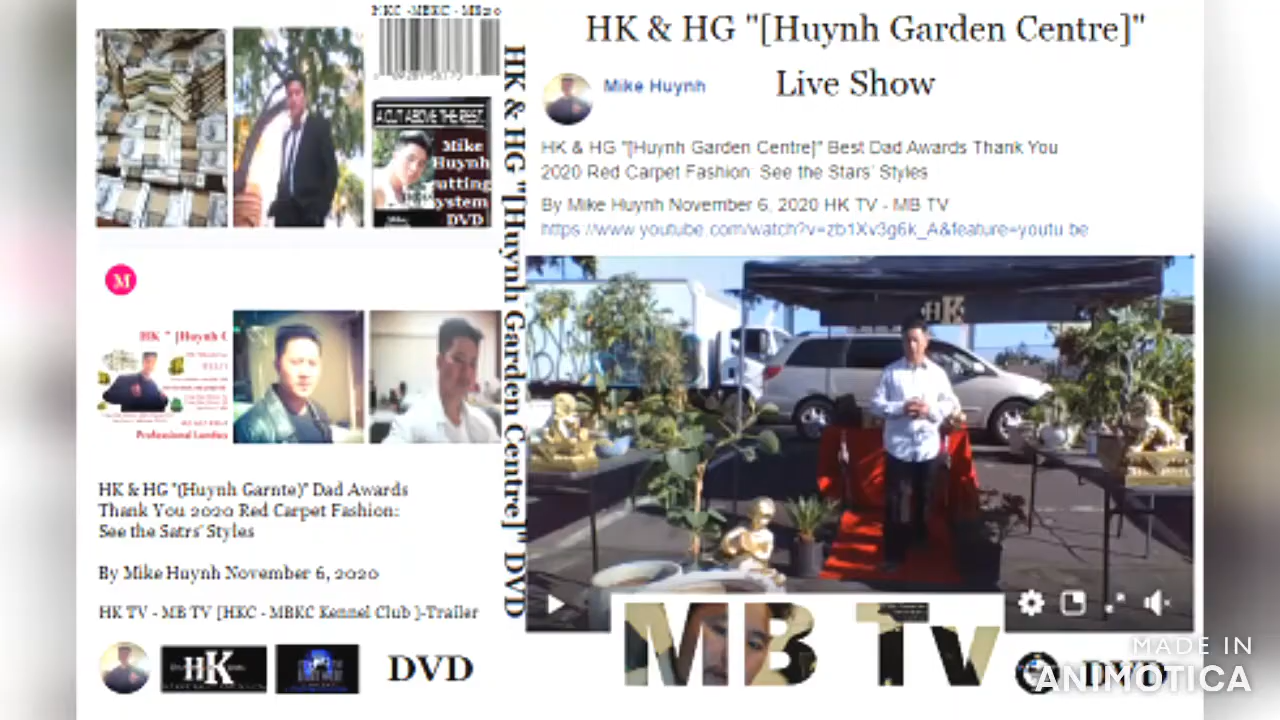 HKC - MBKC - MB20
A CUT ABOVE THE REST.
Mike
Huynh
cutting
system
DVD
M
HK " [Huynh G
Professional
HK & HG "(Huynh Garnte)" Dad Awards
Thank You 2020 Red Carpet Fashion:
See the Satrs' Styles
By Mike Huynh November 6, 2020
HK TV - MB TV [HKC - MBKC Kennel Club ]-Trailer
HK
DVD
HK & HG "[Huynh Garden Centre]" DVD
HK & HG "[Huynh Garden Centre]"
Live Show
Mike Huynh
HK & HG "[Huynh Garden Centre]" Best Dad Awards Thank You
2020 Red Carpet Fashion: See the Stars' Styles
By Mike Huynh November 6, 2020 HK TV - MB TV
https://www.youtube.com/watch?v=zb1Xv3g6k_A&feature=youtu.be
HK
MB Tv
DVD
MADE IN
ANIMOTICA